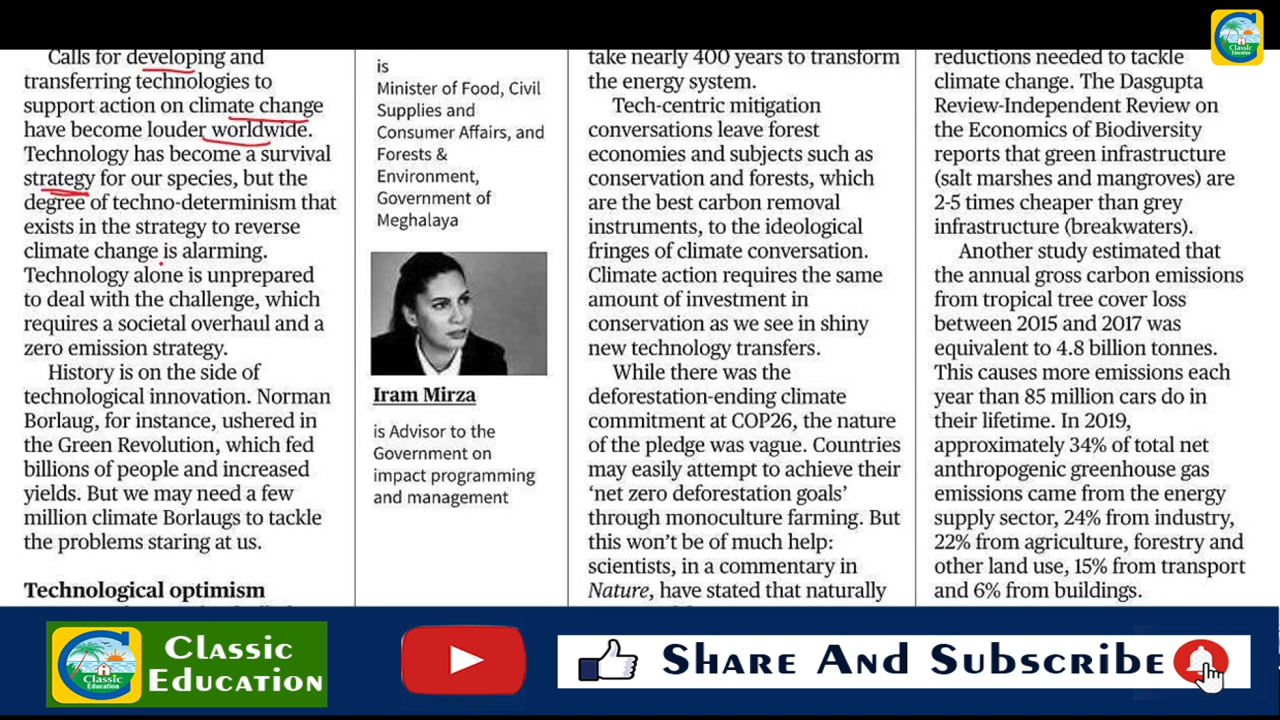 Classic
Education
Calls for developing and
transferring technologies to
support action on climate change
have become louder worldwide.
Technology has become a survival
strategy for our species, but the
degree of techno-determinism that
exists in the strategy to reverse
climate change is alarming.
Technology alone is unprepared
to deal with the challenge, which
requires a societal overhaul and a
zero emission strategy.
History is on the side of
technological innovation. Norman
Borlaug, for instance, ushered in
the Green Revolution, which fed
billions of people and increased
yields. But we may need a few
million climate Borlaugs to tackle
the problems staring at us.
Technological optimism
is
Minister of Food, Civil
Supplies and
Consumer Affairs, and
Forests &
Environment,
Government of
Meghalaya
Iram Mirza
is Advisor to the
Government on
impact programming
and management
take nearly 400 years to transform
the energy system.
Tech-centric mitigation
conversations leave forest
economies and subjects such as
conservation and forests, which
are the best carbon removal
instruments, to the ideological
fringes of climate conversation.
Climate action requires the same
amount of investment in
conservation as we see in shiny
new technology transfers.
While there was the
deforestation-ending climate
commitment at COP26, the nature
of the pledge was vague. Countries
may easily attempt to achieve their
‘net zero deforestation goals’
through monoculture farming. But
this won’t be of much help:
scientists, in a commentary in
Nature, have stated that naturally
reductions needed to tackle
climate change. The Dasgupta
Review-Independent Review on
the Economics of Biodiversity
reports that green infrastructure
(salt marshes and mangroves) are
2-5 times cheaper than grey
infrastructure (breakwaters).
Another study estimated that
the annual gross carbon emissions
from tropical tree cover loss
between 2015 and 2017 was
equivalent to 4.8 billion tonnes.
This causes more emissions each
year than 85 million cars do in
their lifetime. In 2019,
approximately 34% of total net
anthropogenic greenhouse gas
emissions came from the energy
supply sector, 24% from industry,
22% from agriculture, forestry and
other land use, 15% from transport
and 6% from buildings.
Classic
Education
Classic
Education
Share And Subscribe